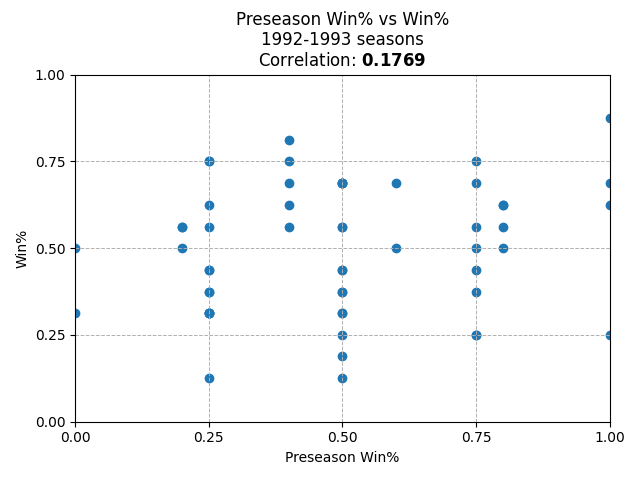 Preseason Win% vs Win%
1992-1993 seasons
Correlation: 0.1769
1.00
0.75
0.50
0.25
0.00
Win%
0.00 0.25 0.50 0.75 1.00
Preseason Win%